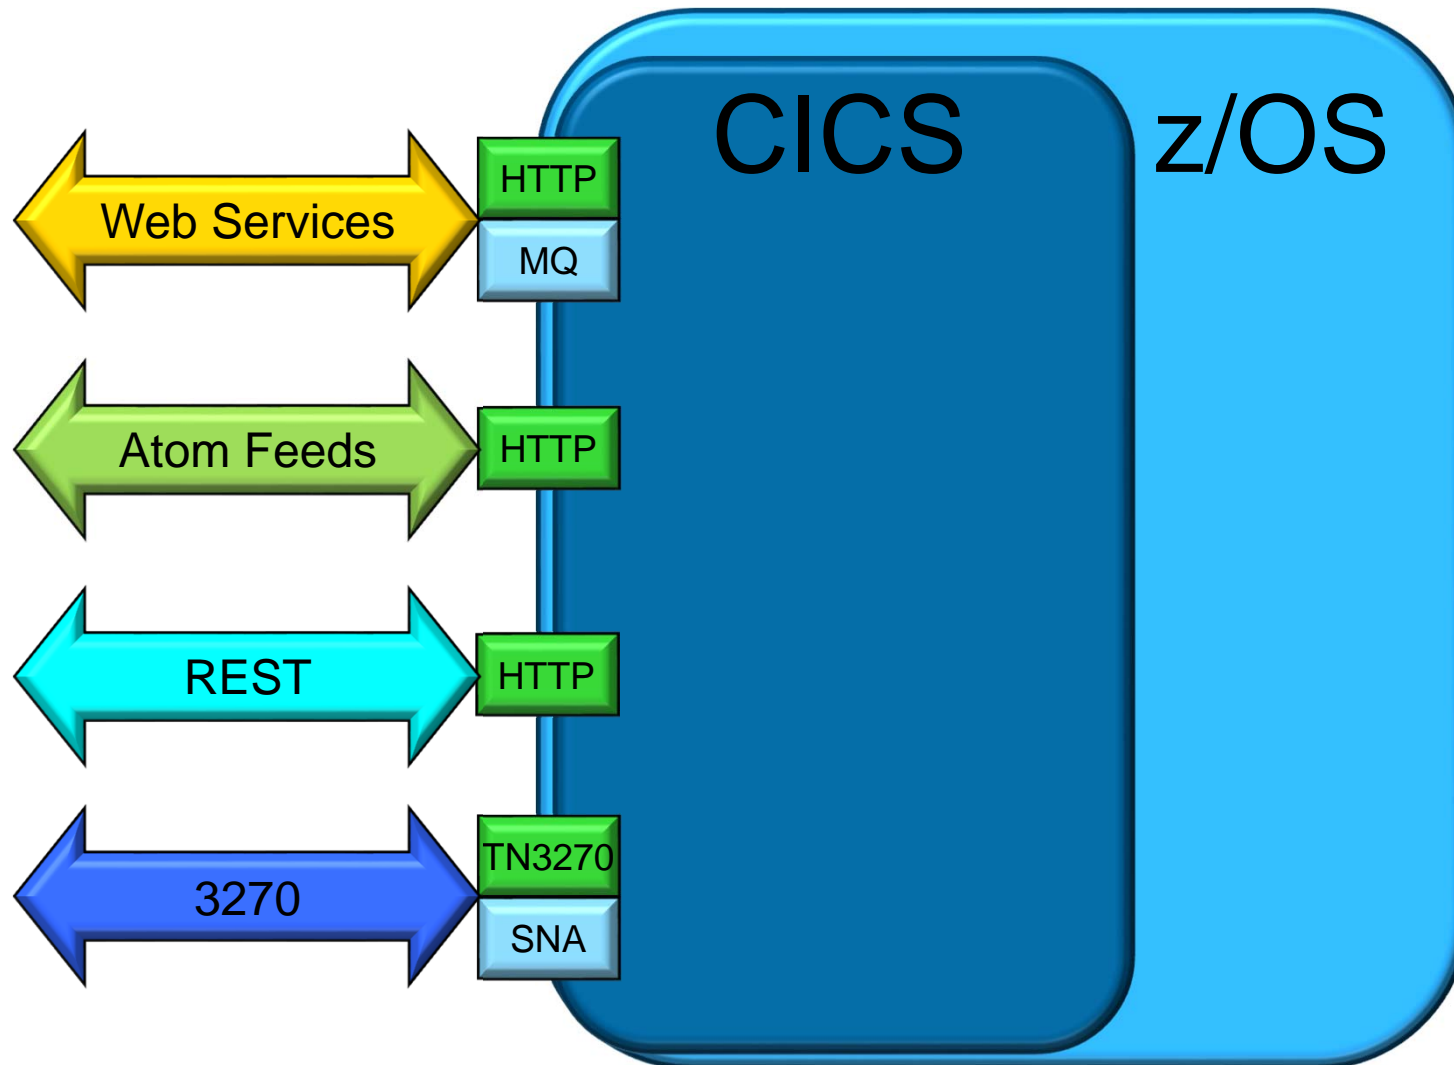 CICS
z/OS
Web Services
HTTP
MQ
Atom Feeds
HTTP
REST
HTTP
3270
TN3270
SNA